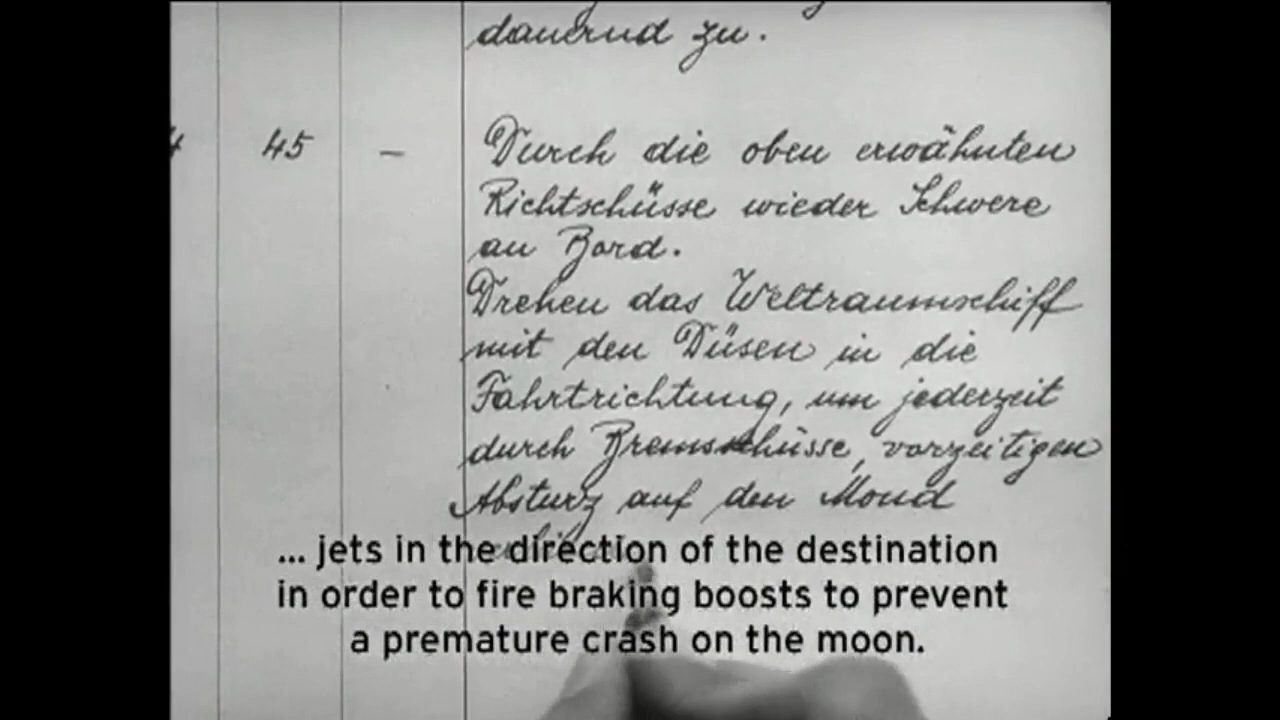 dauernd zu.
45 – Durch die oben erwähnten
Richtschüsse wieder Schwere
an Bord.
Drehen das Weltraumschiff
mit den Düsen in die
Fahrtrichtung, um jederzeit
durch Bremsschüsse, vorzeitigen
Absturz auf den Mond
... jets in the direction of the destination
in order to fire braking boosts to prevent
a premature crash on the moon.